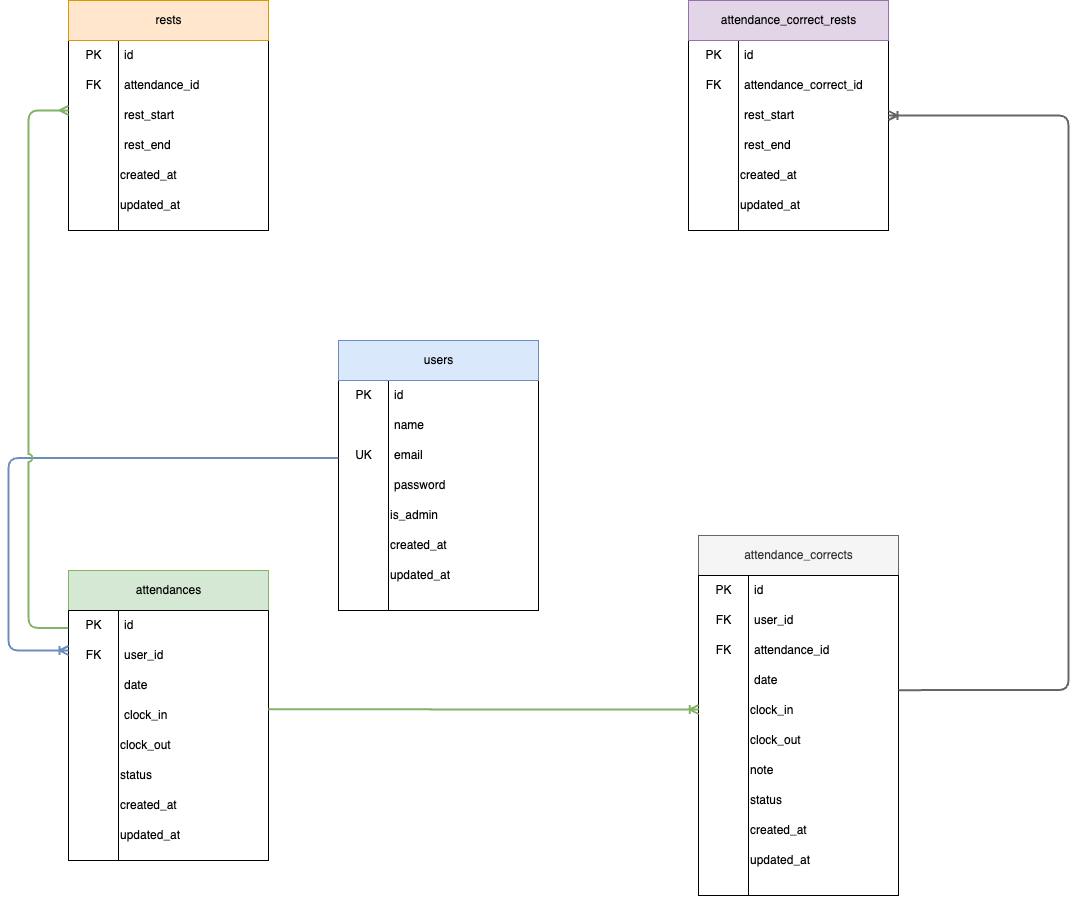 rests
PK id
FK attendance_id
rest_start
rest_end
created_at
updated_at
attendance_correct_rests
PK id
FK attendance_correct_id
rest_start
rest_end
created_at
updated_at
users
PK id
name
UK email
password
is_admin
created_at
updated_at
attendances
PK id
FK user_id
date
clock_in
clock_out
status
created_at
updated_at
attendance_corrects
PK id
FK user_id
FK attendance_id
date
clock_in
clock_out
note
status
created_at
updated_at